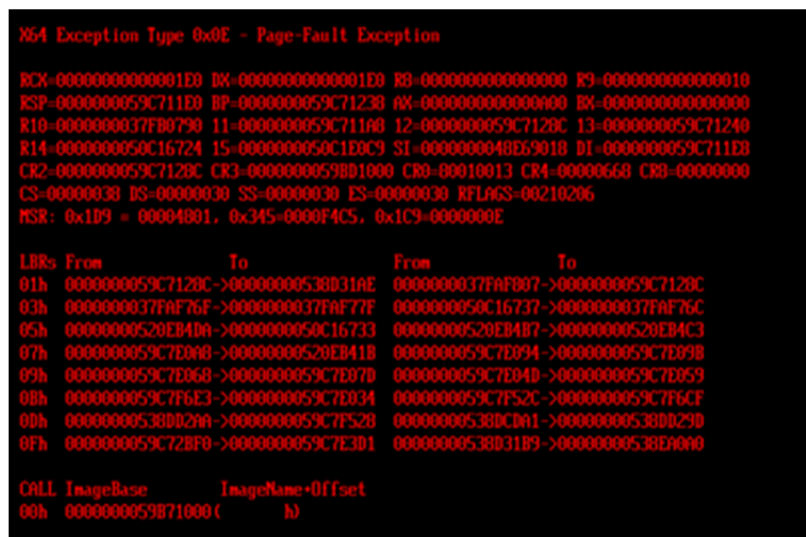 X64 Exception Type 0x0E - Page-Fault Exception
RCX=00000000000001E0 DX=00000000000001E0 R8=0000000000000000 R9=0000000000000010
RSP=0000000059C711E0 BP=0000000059C71238 AX=0000000000000A00 BX=0000000000000000
R10=0000000037FB0790 11=0000000059C711A8 12=0000000059C7128C 13=0000000059C71240
R14=0000000050C16724 15=0000000050C1E0C9 SI=0000000048E69018 DI=0000000059C711E8
CR2=0000000059C7128C CR3=0000000059BD1000 CR0=80010013 CR4=00000668 CR8=00000000
CS=00000038 DS=00000030 SS=00000030 ES=00000030 RFLAGS=00210206
MSR: 0x1D9 = 00004801, 0x345=0000F4C5, 0x1C9=0000000E
LBRs From To From To
01h 0000000059C7128C->00000000538D31AE 0000000037FAF807->0000000059C7128C
03h 0000000037FAF76F->0000000037FAF77F 0000000050C16737->0000000037FAF76C
05h 00000000520EB4DA->0000000050C16733 00000000520EB4B7->00000000520EB4C3
07h 0000000059C7E0A8->00000000520EB41B 0000000059C7E094->0000000059C7E09B
09h 0000000059C7E068->0000000059C7E07D 0000000059C7E04D->0000000059C7E059
0Bh 0000000059C7F6E3->0000000059C7E034 0000000059C7F52C->0000000059C7F6CF
0Dh 00000000538DD2AA->0000000059C7F528 00000000538DCDA1->00000000538DD29D
0Fh 0000000059C72BF0->0000000059C7E3D1 00000000538D31B9->00000000538EA0A0
CALL ImageBase ImageName+Offset
00h 0000000059B71000( h)